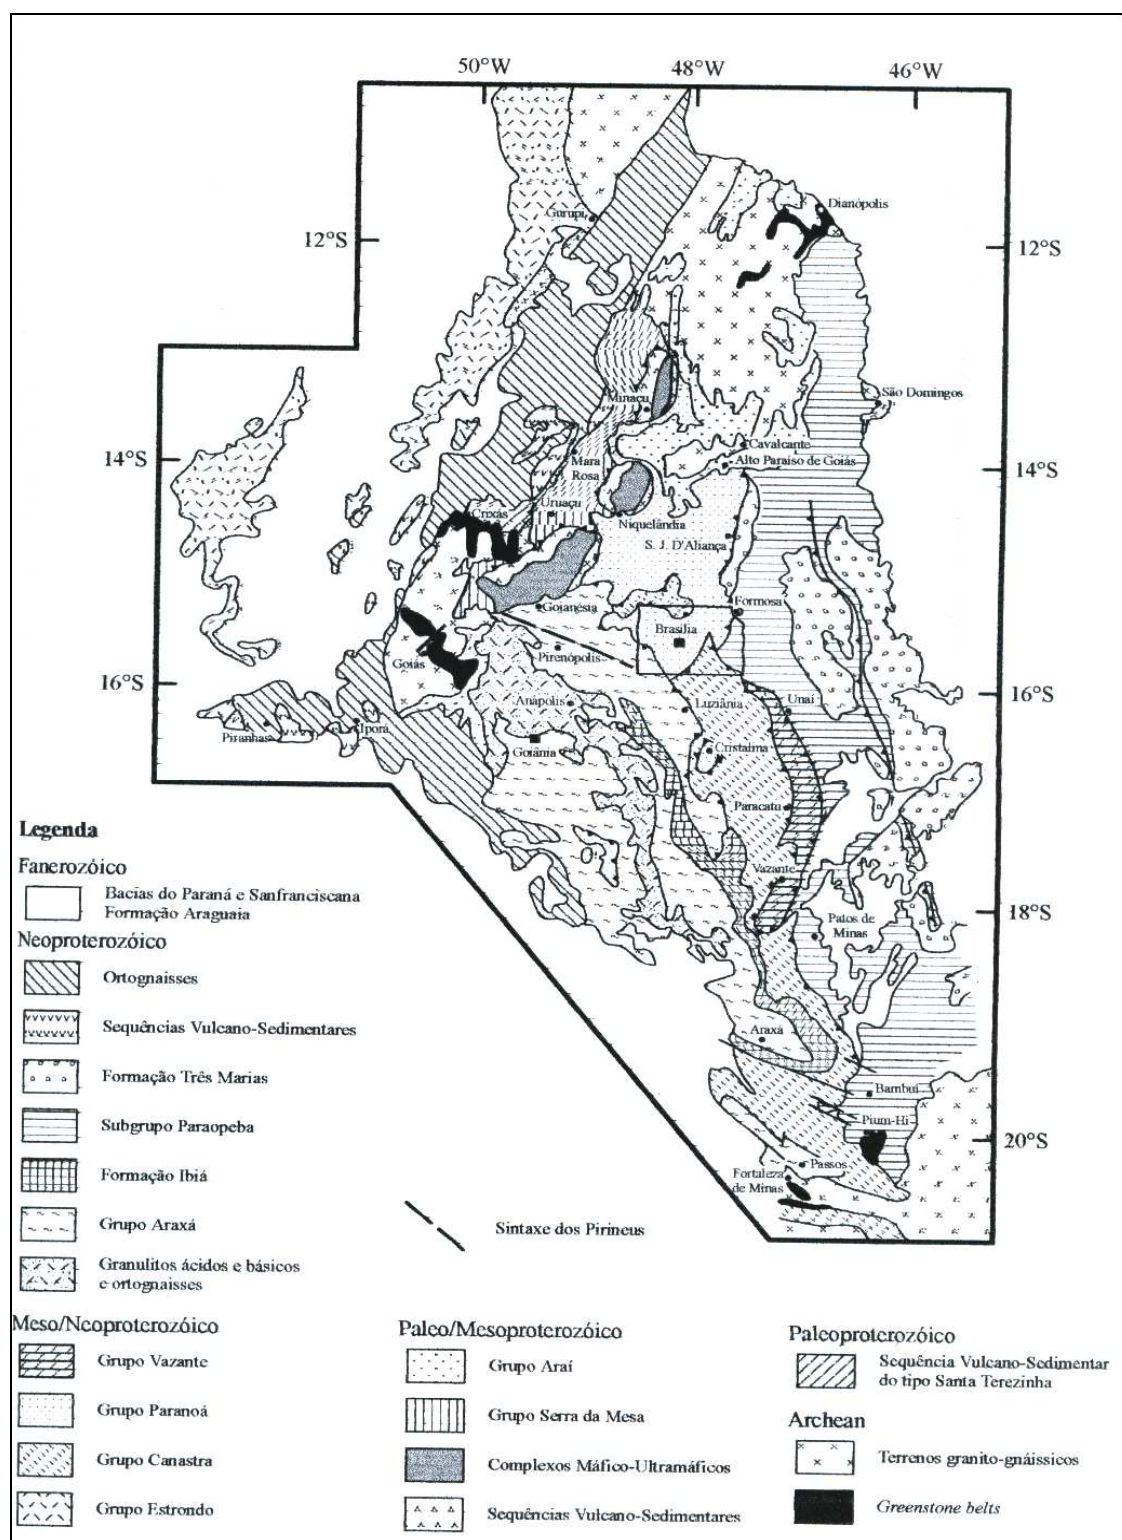 50°W
48°W
46°W
Dianópolis
Gurupi
12°S
12°S
São Domingos
Minaçu
Cavalcante
14°S
Mara
Rosa
Alto Paraíso de Goiás
14°S
Crixás
Uruaçu
Niquelândia
S. J. D'Aliança
Goianésia
Formosa
Brasília
Goiás
Pirenópolis
16°S
Anápolis
Luziânia
Unaí
16°S
Piranhas
Iporá
Goiânia
Cristalina
Paracatu
Vazante
18°S
Patos de
Minas
Araxá
Bambuí
Pium-Hi
20°S
Passos
Fortaleza
de Minas
Legenda
Fanerozóico
Bacias do Paraná e Sanfranciscana
Formação Araguaia
Neoproterozóico
Ortognaisses
Sequências Vulcano-Sedimentares
Formação Três Marias
Subgrupo Paraopeba
Formação Ibiá
Grupo Araxá
Granulitos ácidos e básicos
e ortognaisses
Sintaxe dos Pirineus
Meso/Neoproterozóico
Grupo Vazante
Grupo Paranoá
Grupo Canastra
Grupo Estrondo
Paleo/Mesoproterozóico
Grupo Araí
Grupo Serra da Mesa
Complexos Máfico-Ultramáficos
Sequências Vulcano-Sedimentares
Paleoproterozóico
Sequência Vulcano-Sedimentar
do tipo Santa Terezinha
Archean
Terrenos granito-gnáissicos
Greenstone belts